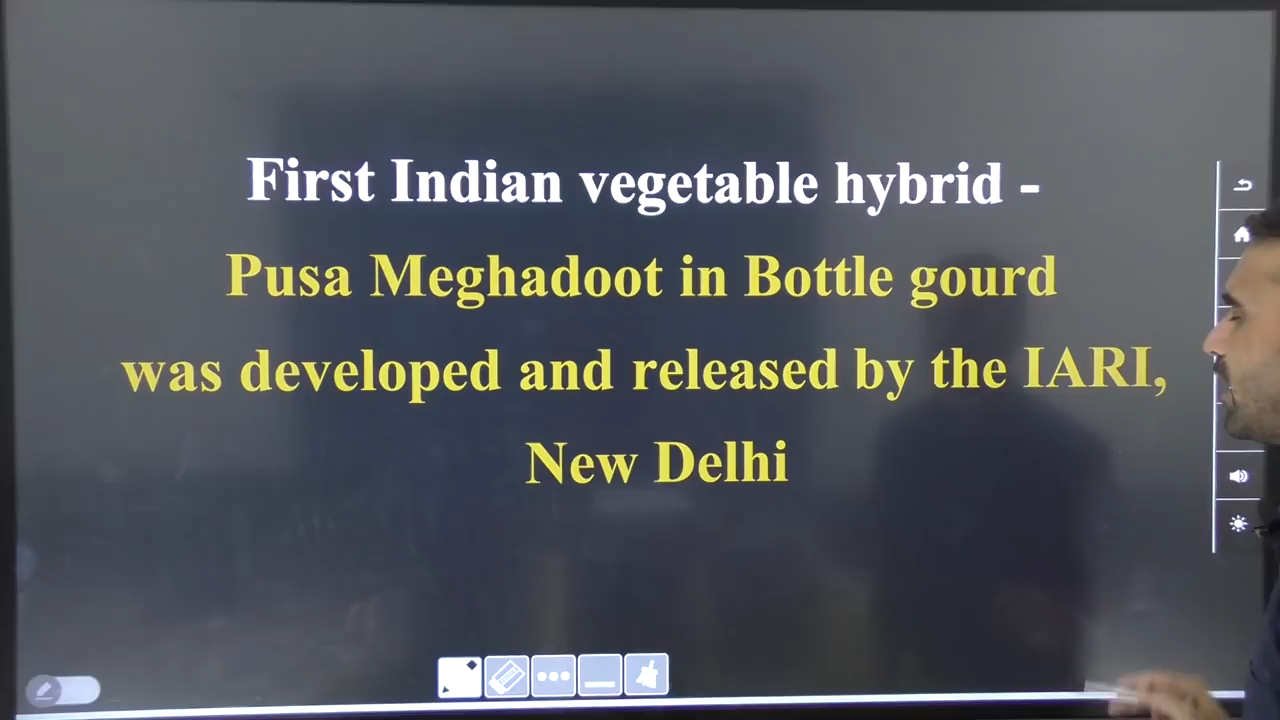 First Indian vegetable hybrid -
Pusa Meghadoot in Bottle gourd
was developed and released by the IARI,
New Delhi